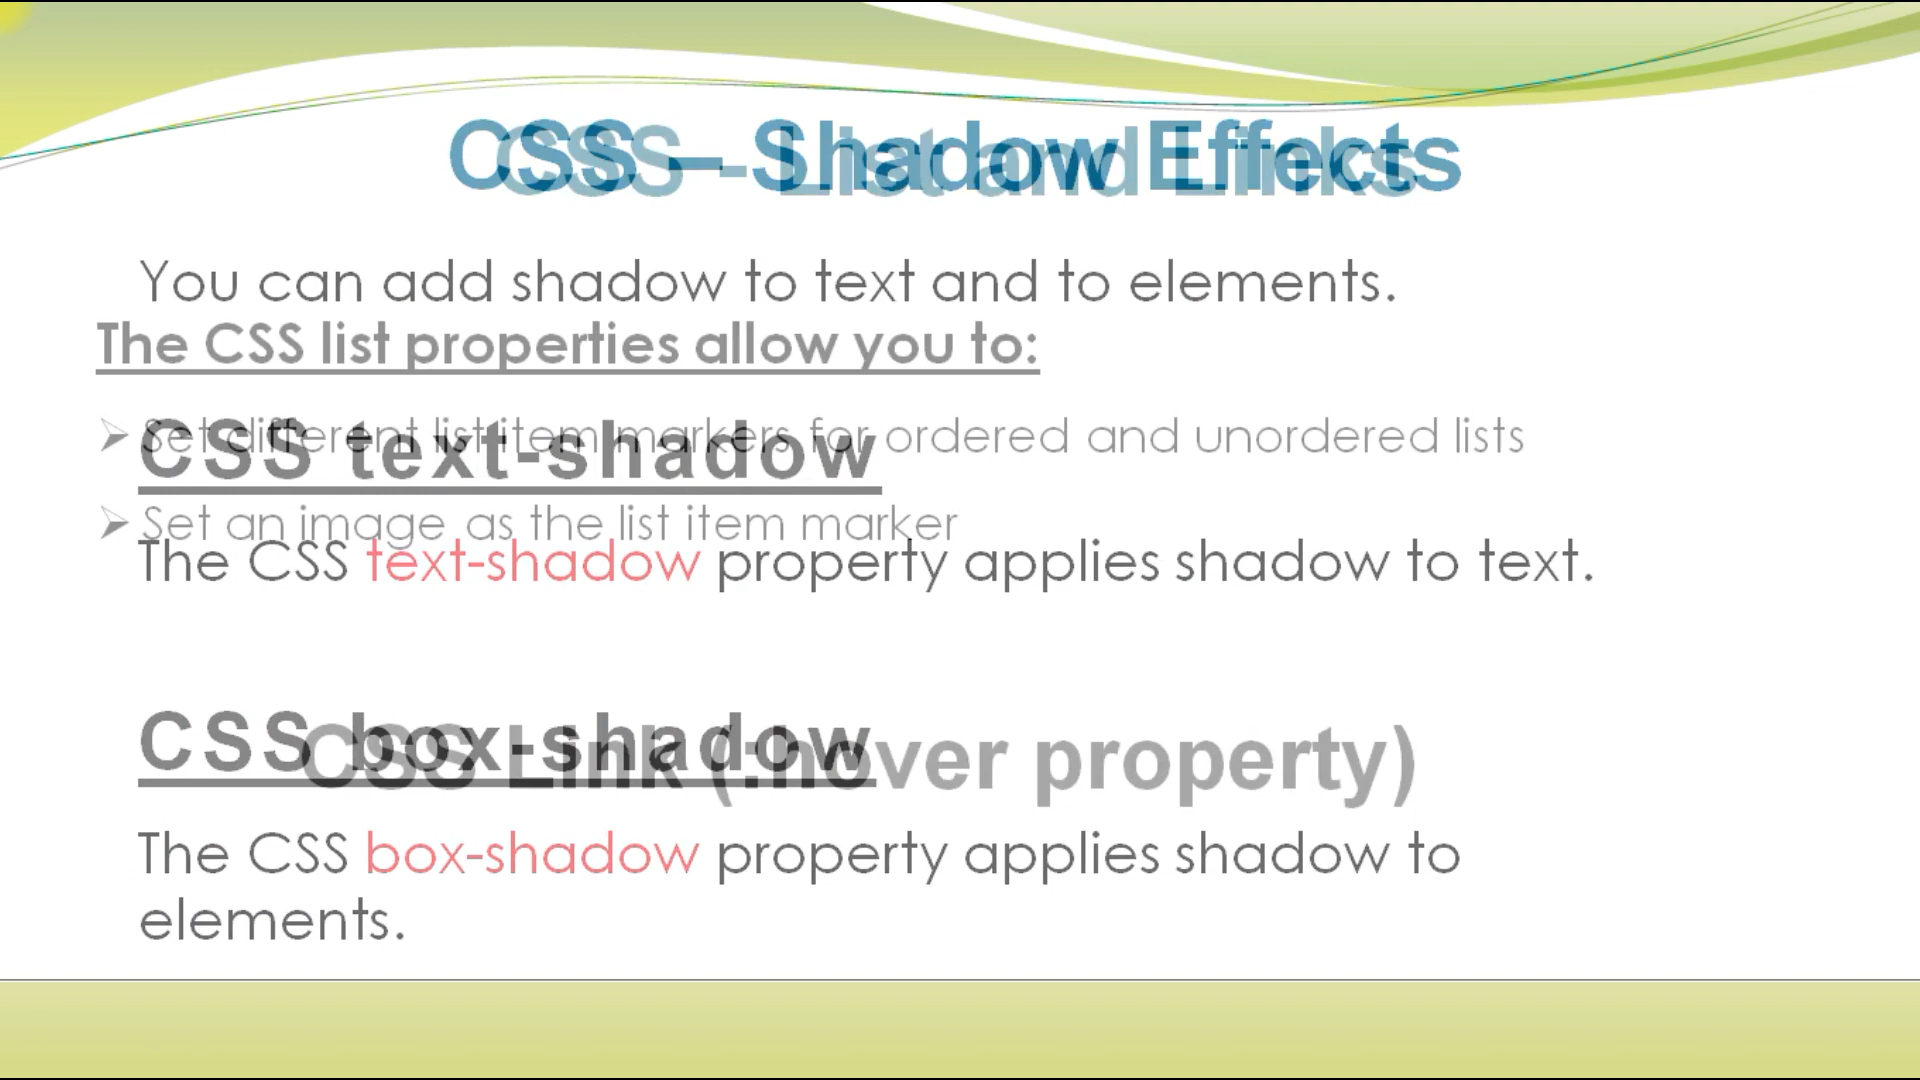 CSS – Shadow Effects
CSS - List and Links
You can add shadow to text and to elements.
The CSS list properties allow you to:
Set different list item markers for ordered and unordered lists
CSS text-shadow
Set an image as the list item marker
The CSS text-shadow property applies shadow to text.
CSS box-shadow
CSS Link (:hover property)
The CSS box-shadow property applies shadow to
elements.